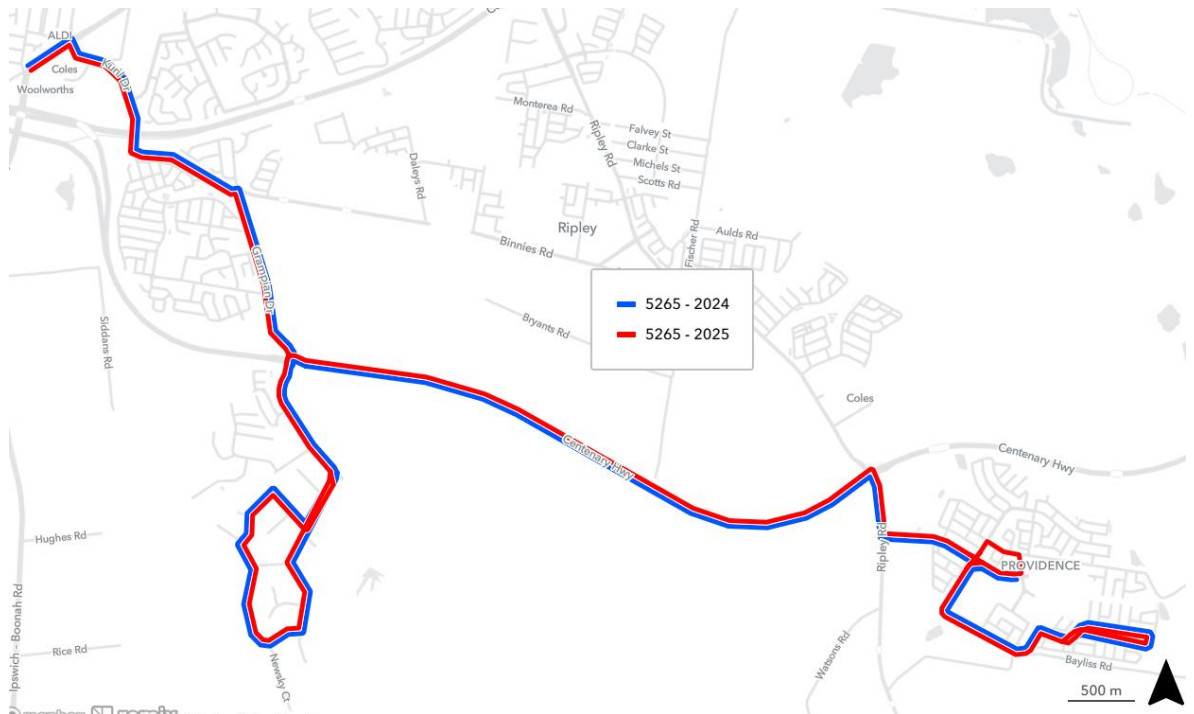 ALDI
Coles
Woolworths
Yuril Dr
Monterea Rd
Ripley Rd
Falvey St
Clarke St
Michels St
Scotts Rd
Daleys Rd
Ripley
Binnies Rd
Fischer Rd
Aulds Rd
Grampian Dr
5265 - 2024
5265 - 2025
Siddans Rd
Bryants Rd
Coles
Centenary Hwy
Centenary Hwy
Hughes Rd
Ripley Rd
PROVIDENCE
Ipswich - Boonah Rd
Rice Rd
Newsky Ct
Watsons Rd
Bayliss Rd
500 m